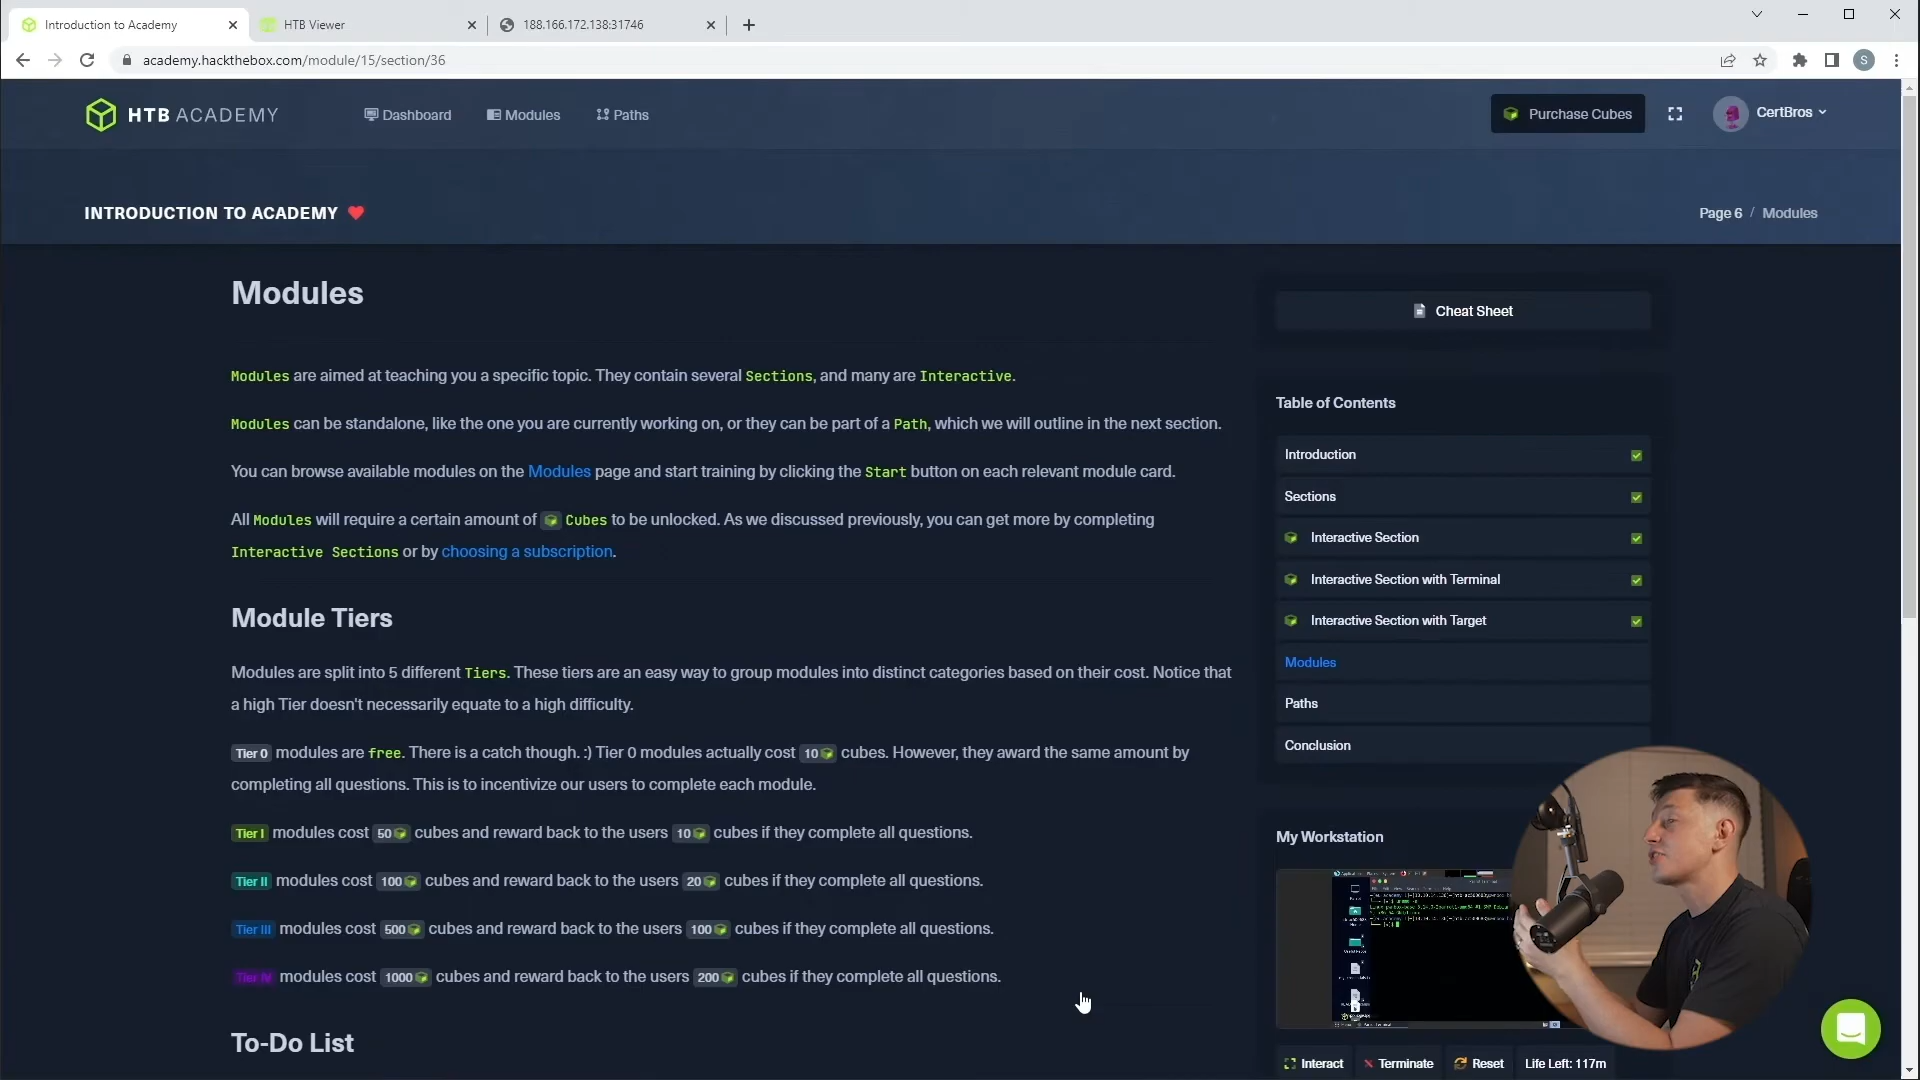 Introduction to Academy
HTB Viewer
188.166.172.138:31746
academy.hackthebox.com/module/15/section/36
S
HTB ACADEMY
Dashboard
Modules
Paths
Purchase Cubes
CertBros
INTRODUCTION TO ACADEMY
Page 6 / Modules
Modules
Modules are aimed at teaching you a specific topic. They contain several Sections, and many are Interactive.
Modules can be standalone, like the one you are currently working on, or they can be part of a Path, which we will outline in the next section.
You can browse available modules on the Modules page and start training by clicking the Start button on each relevant module card.
All Modules will require a certain amount of Cubes to be unlocked. As we discussed previously, you can get more by completing
Interactive Sections or by choosing a subscription.
Module Tiers
Modules are split into 5 different Tiers. These tiers are an easy way to group modules into distinct categories based on their cost. Notice that
a high Tier doesn't necessarily equate to a high difficulty.
Tier 0 modules are free. There is a catch though. :) Tier 0 modules actually cost 10 cubes. However, they award the same amount by
completing all questions. This is to incentivize our users to complete each module.
Tier I modules cost 50 cubes and reward back to the users 10 cubes if they complete all questions.
Tier II modules cost 100 cubes and reward back to the users 20 cubes if they complete all questions.
Tier III modules cost 500 cubes and reward back to the users 100 cubes if they complete all questions.
Tier IV modules cost 1000 cubes and reward back to the users 200 cubes if they complete all questions.
To-Do List
Cheat Sheet
Table of Contents
Introduction
Sections
Interactive Section
Interactive Section with Terminal
Interactive Section with Target
Modules
Paths
Conclusion
My Workstation
Interact
Terminate
Reset
Life Left: 117m